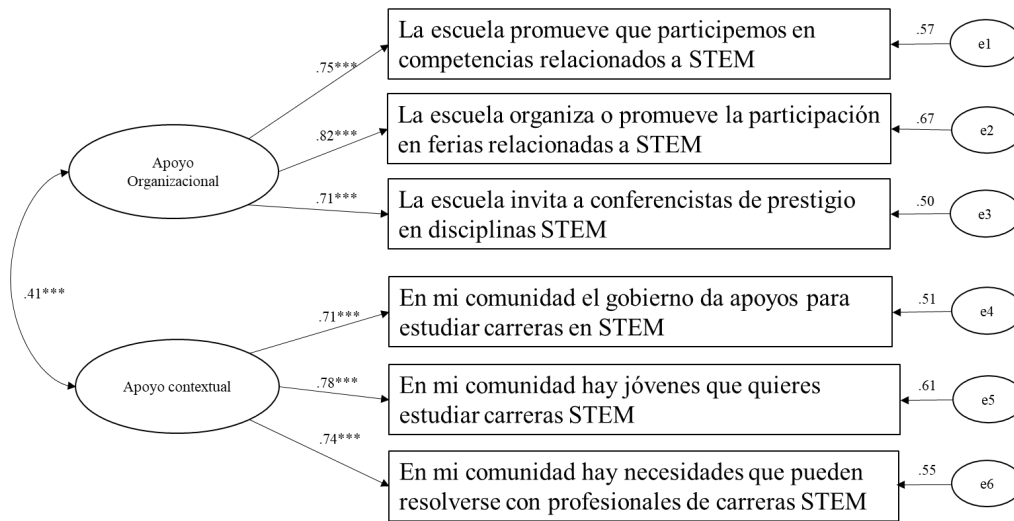 La escuela promueve que participemos en
competencias relacionados a STEM
.57
e1
.75***
La escuela organiza o promueve la participación
en ferias relacionadas a STEM
.67
e2
.82***
Apoyo
Organizacional
La escuela invita a conferencistas de prestigio
en disciplinas STEM
.50
e3
.71***
.41***
En mi comunidad el gobierno da apoyos para
estudiar carreras en STEM
.51
e4
.71***
Apoyo contextual
En mi comunidad hay jóvenes que quieres
estudiar carreras STEM
.61
e5
.78***
En mi comunidad hay necesidades que pueden
resolverse con profesionales de carreras STEM
.55
e6
.74***